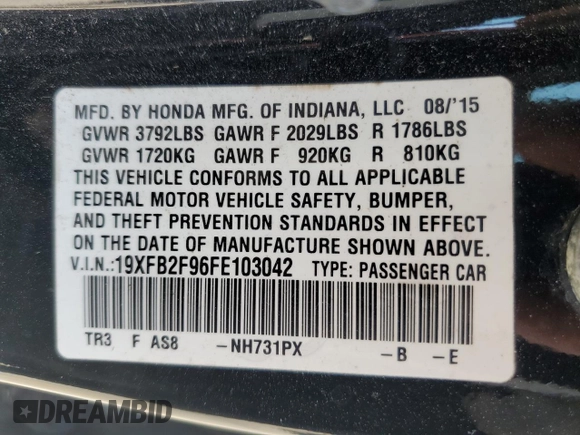 MFD. BY HONDA MFG. OF INDIANA, LLC 08/'15
GVWR 3792LBS GAWR F 2029LBS R 1786LBS
GVWR 1720KG GAWR F 920KG R 810KG
THIS VEHICLE CONFORMS TO ALL APPLICABLE
FEDERAL MOTOR VEHICLE SAFETY, BUMPER,
AND THEFT PREVENTION STANDARDS IN EFFECT
ON THE DATE OF MANUFACTURE SHOWN ABOVE.
V.I.N.:19XFB2F96FE103042 TYPE: PASSENGER CAR
TR3 F AS8 -NH731PX -B -E
DREAMBID